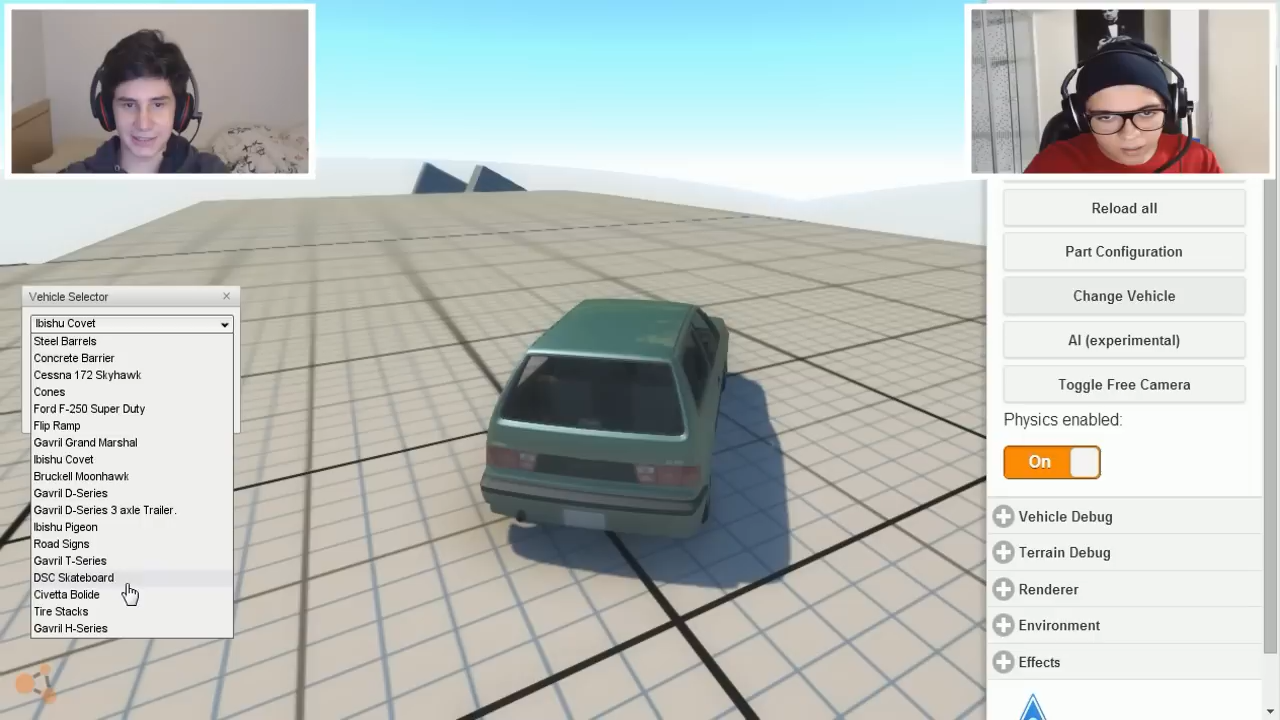 Vehicle Selector
Ibishu Covet
Steel Barrels
Concrete Barrier
Cessna 172 Skyhawk
Cones
Ford F-250 Super Duty
Flip Ramp
Gavril Grand Marshal
Ibishu Covet
Bruckell Moonhawk
Gavril D-Series
Gavril D-Series 3 axle Trailer.
Ibishu Pigeon
Road Signs
Gavril T-Series
DSC Skateboard
Civetta Bolide
Tire Stacks
Gavril H-Series
Reload all
Part Configuration
Change Vehicle
AI (experimental)
Toggle Free Camera
Physics enabled:
On
Vehicle Debug
Terrain Debug
Renderer
Environment
Effects